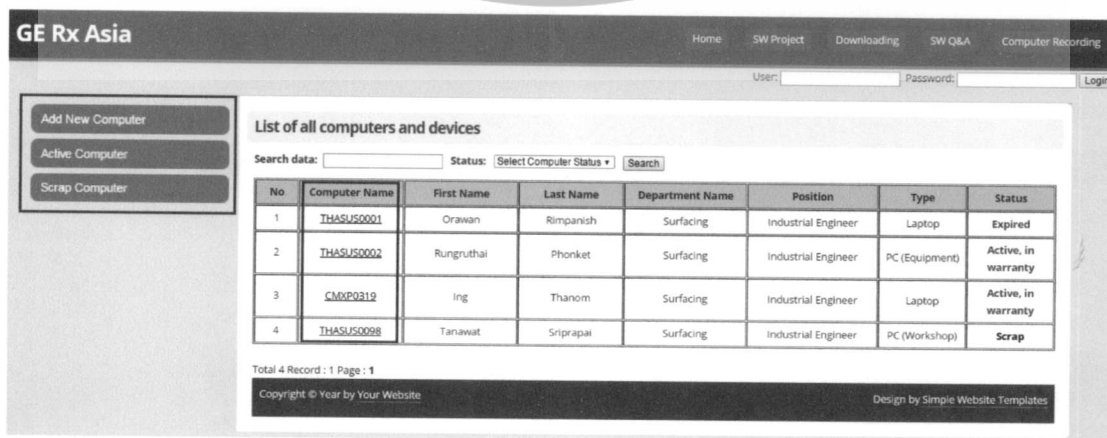 GE Rx Asia
Home SW Project Downloading SW Q&A Computer Recording
User: Password: Login
Add New Computer
Active Computer
Scrap Computer
List of all computers and devices
Search data: Status: Select Computer Status Search
No Computer Name First Name Last Name Department Name Position Type Status
1 THASUS0001 Orawan Rimpanish Surfacing Industrial Engineer Laptop Expired
2 THASUS0002 Rungruthai Phonket Surfacing Industrial Engineer PC (Equipment) Active, in warranty
3 CMXP0319 Ing Thanom Surfacing Industrial Engineer Laptop Active, in warranty
4 THASUS0098 Tanawat Sriprapai Surfacing Industrial Engineer PC (Workshop) Scrap
Total 4 Record : 1 Page : 1
Copyright © Year by Your Website Design by Simple Website Templates